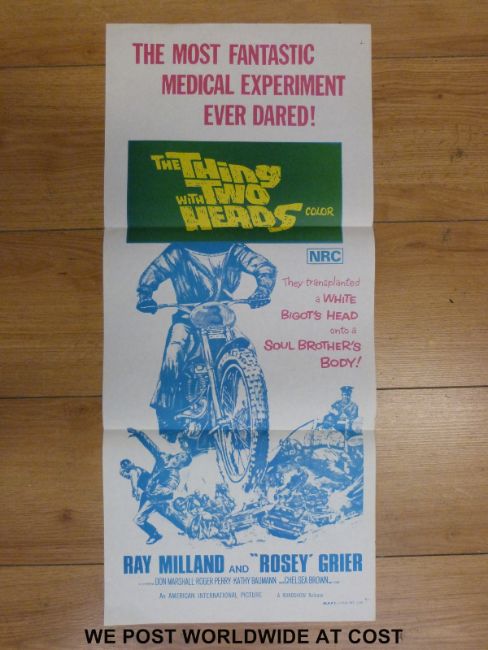 THE MOST FANTASTIC
MEDICAL EXPERIMENT
EVER DARED!
THE THING
WITH TWO
HEADS COLOR
NRC
They transplanted
a WHITE
BIGOT'S HEAD
onto a
SOUL BROTHER'S
BODY!
RAY MILLAND AND "ROSEY' GRIER
DON MARSHALL ROGER PERRY KATHY BAUMANN CHELSEA BROWN
An AMERICAN INTERNATIONAL PICTURE A ROADSHOW Release
WE POST WORLDWIDE AT COST